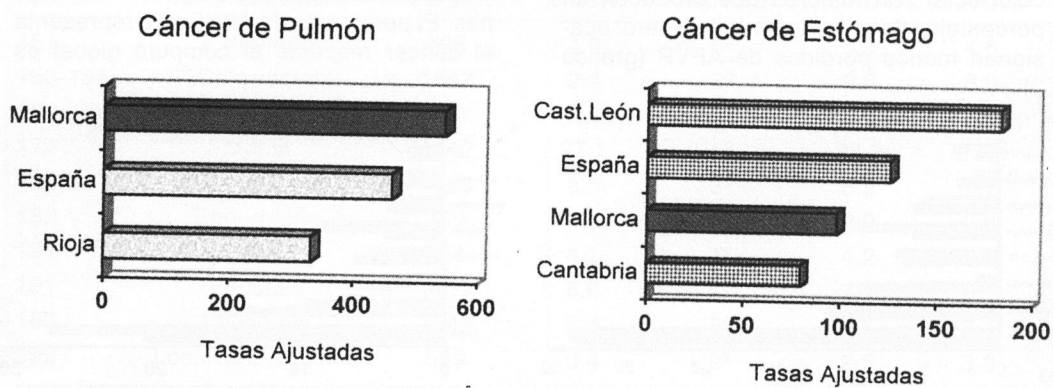 Cáncer de Pulmón
Mallorca
España
Rioja
0 200 400 600
Tasas Ajustadas
Cáncer de Estómago
Cast.León
España
Mallorca
Cantabria
0 50 100 150 200
Tasas Ajustadas